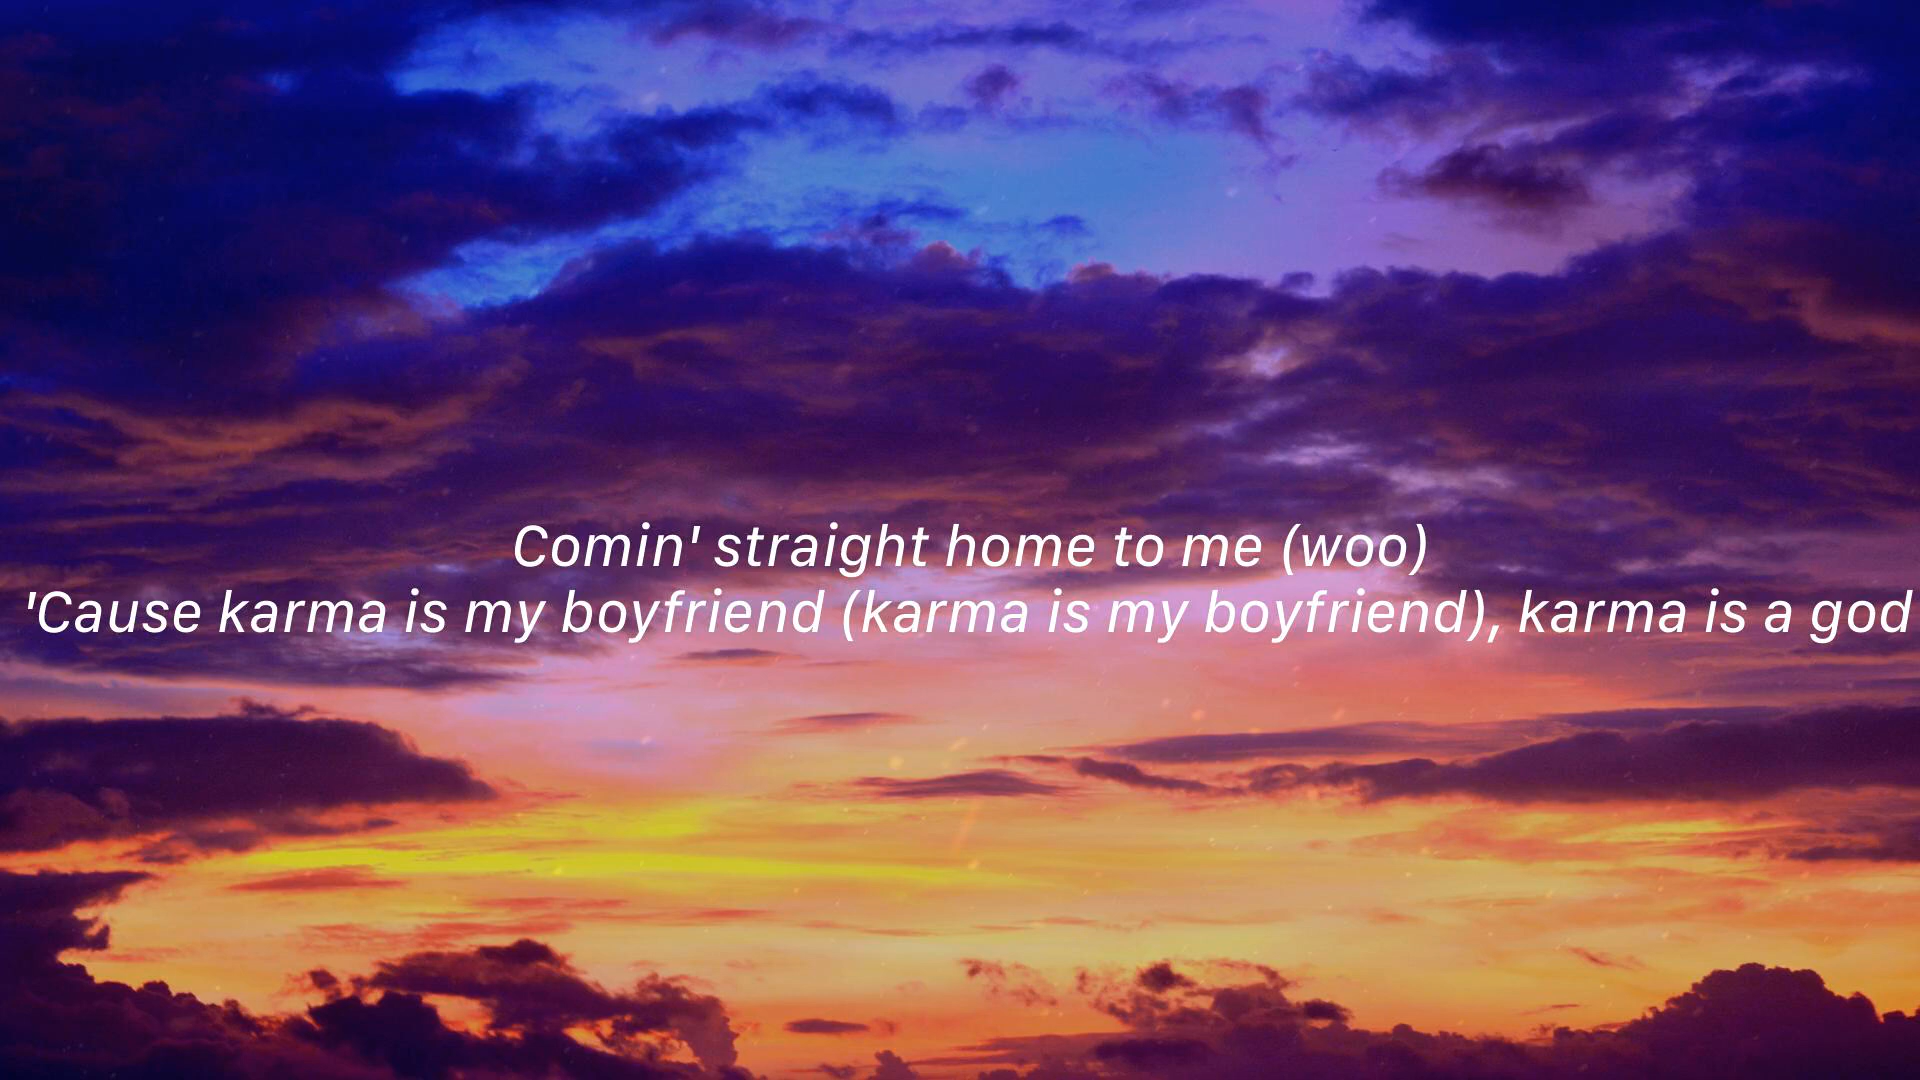 Comin' straight home to me (woo)
'Cause karma is my boyfriend (karma is my boyfriend), karma is a god